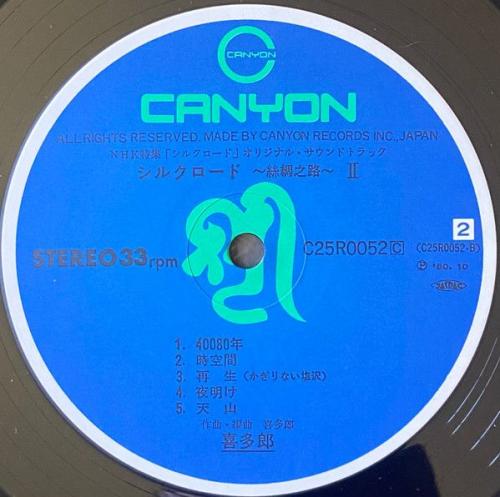 CANYON
CANYON
ALL RIGHTS RESERVED. MADE BY CANYON RECORDS INC., JAPAN
NHK特集「シルクロード」オリジナル・サウンドトラック
シルクロード 〜絲綢之路〜 Ⅱ
2
STEREO 33rpm
C25R0052 C
(C25R0052-B)
Ⓟ '80. 10
1. 40080年
2. 時空間
3. 再生(かぎりない塩沢)
4. 夜明け
5. 天山
作曲・編曲 喜多郎
喜多郎